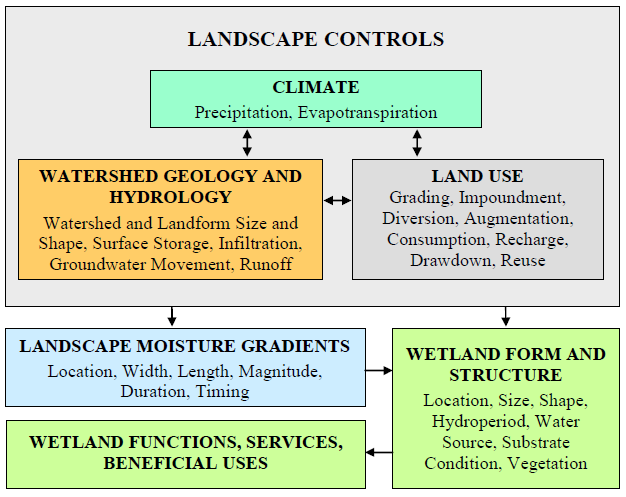 LANDSCAPE CONTROLS
CLIMATE
Precipitation, Evapotranspiration
WATERSHED GEOLOGY AND
HYDROLOGY
Watershed and Landform Size and
Shape, Surface Storage, Infiltration,
Groundwater Movement, Runoff
LAND USE
Grading, Impoundment,
Diversion, Augmentation,
Consumption, Recharge,
Drawdown, Reuse
LANDSCAPE MOISTURE GRADIENTS
Location, Width, Length, Magnitude,
Duration, Timing
WETLAND FORM AND
STRUCTURE
Location, Size, Shape,
Hydroperiod, Water
Source, Substrate
Condition, Vegetation
WETLAND FUNCTIONS, SERVICES,
BENEFICIAL USES